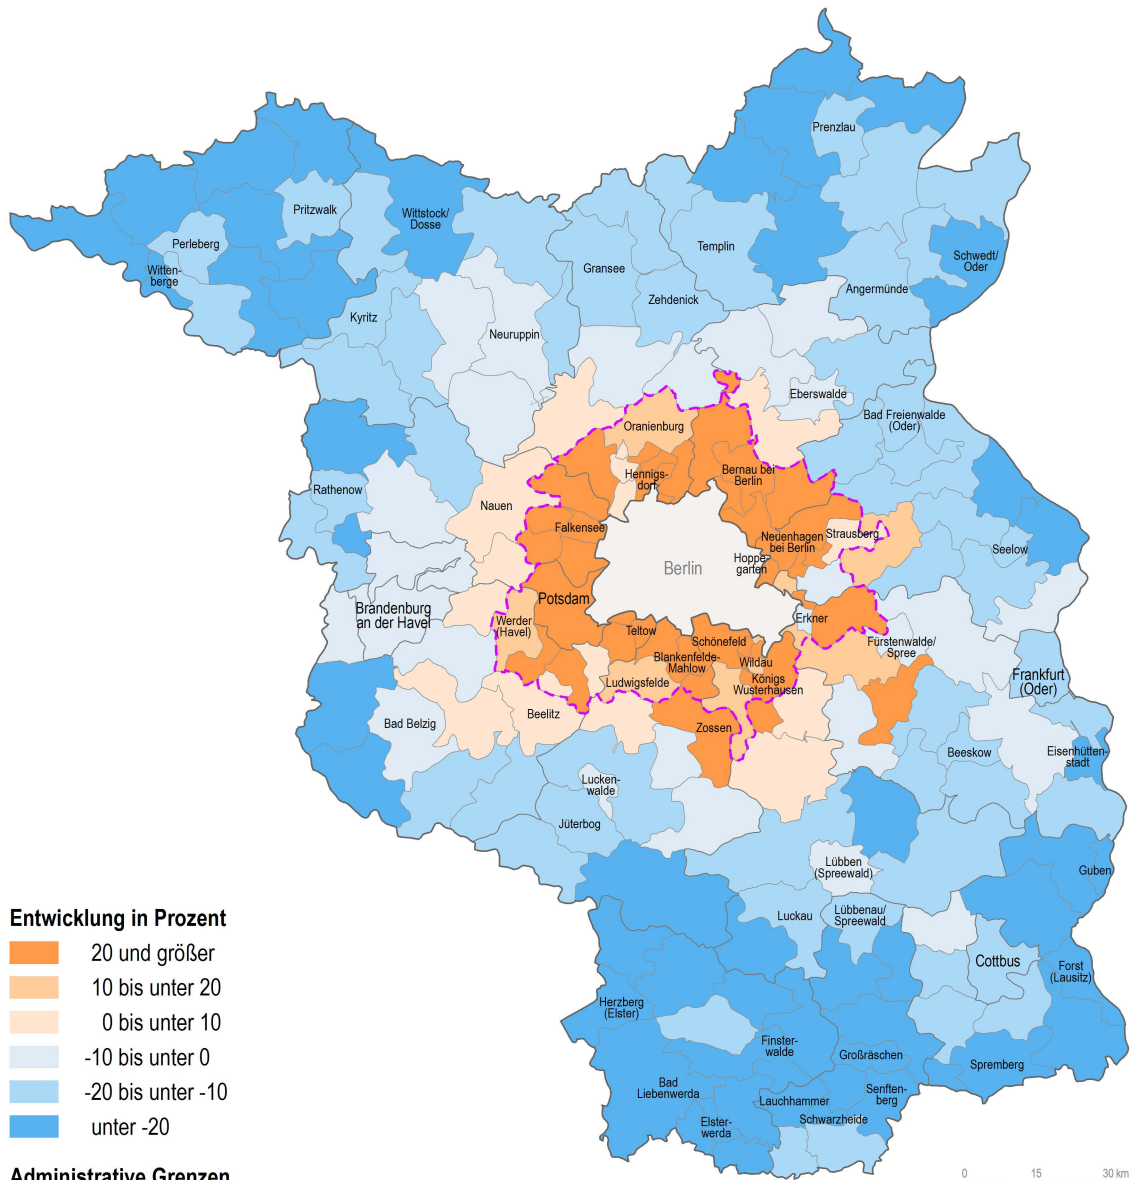 Prenzlau
Pritzwalk
Wittstock/
Dosse
Perleberg
Witten-
berge
Templin
Schwedt/
Oder
Gransee
Angermünde
Zehdenick
Kyritz
Neuruppin
Eberswalde
Bad Freienwalde
(Oder)
Oranienburg
Hennigs-
dorf
Bernau bei
Berlin
Rathenow
Nauen
Falkensee
Neuenhagen
bei Berlin
Strausberg
Seelow
Hoppe-
garten
Berlin
Potsdam
Brandenburg
an der Havel
Werder
(Havel)
Teltow
Schönefeld
Erkner
Fürstenwalde/
Spree
Blankenfelde-
Mahlow
Wildau
Ludwigsfelde
Königs
Wusterhausen
Frankfurt
(Oder)
Bad Belzig
Beelitz
Zossen
Beeskow
Eisenhütten-
stadt
Lucken-
walde
Jüterbog
Lübben
(Spreewald)
Guben
Luckau
Lübbenau/
Spreewald
Cottbus
Forst
(Lausitz)
Herzberg
(Elster)
Finster-
walde
Großräschen
Spremberg
Bad
Liebenwerda
Lauchhammer
Senften-
berg
Schwarzheide
Elster-
werda
Entwicklung in Prozent
20 und größer
10 bis unter 20
0 bis unter 10
-10 bis unter 0
-20 bis unter -10
unter -20
Administrative Grenzen
0 15 30 km